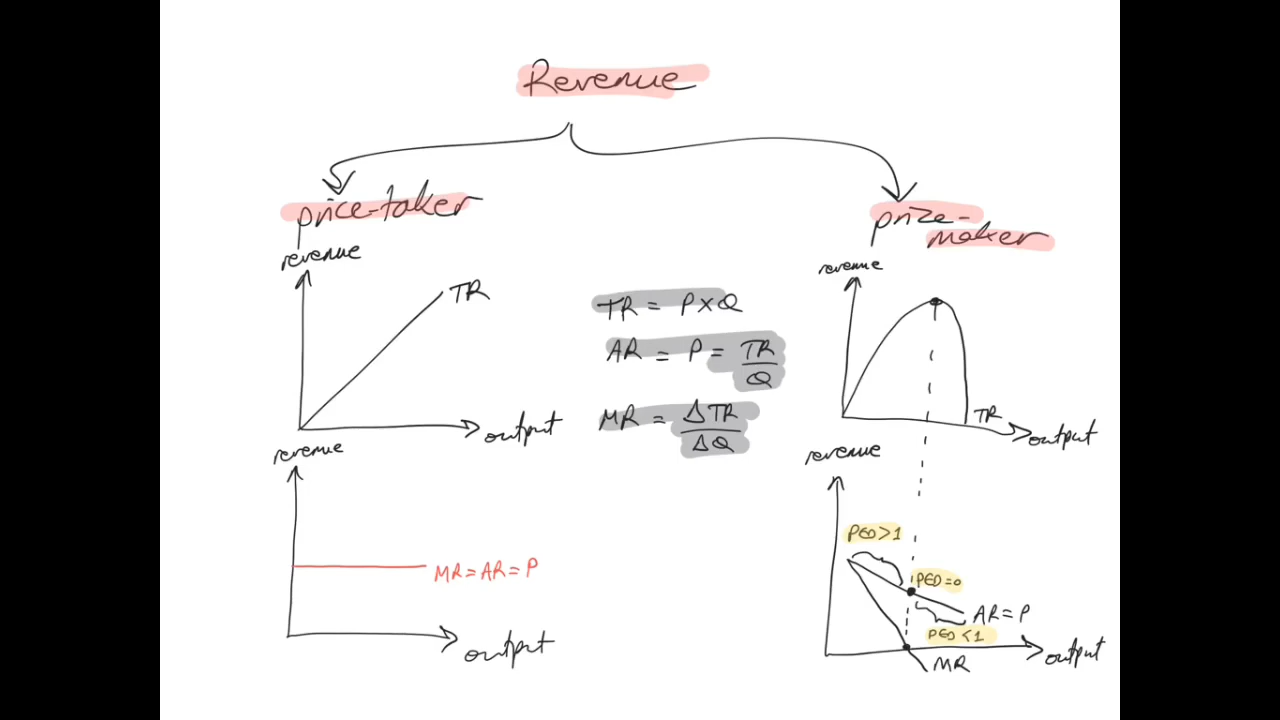 Revenue
price-taker
prize-
maker
revenue
TR
output
revenue
MR=AR=P
output
TR = P×Q
AR = P = TR
Q
MR = ΔTR
ΔQ
revenue
TR
output
revenue
PED>1
PED=0
AR=P
PED<1
MR
output